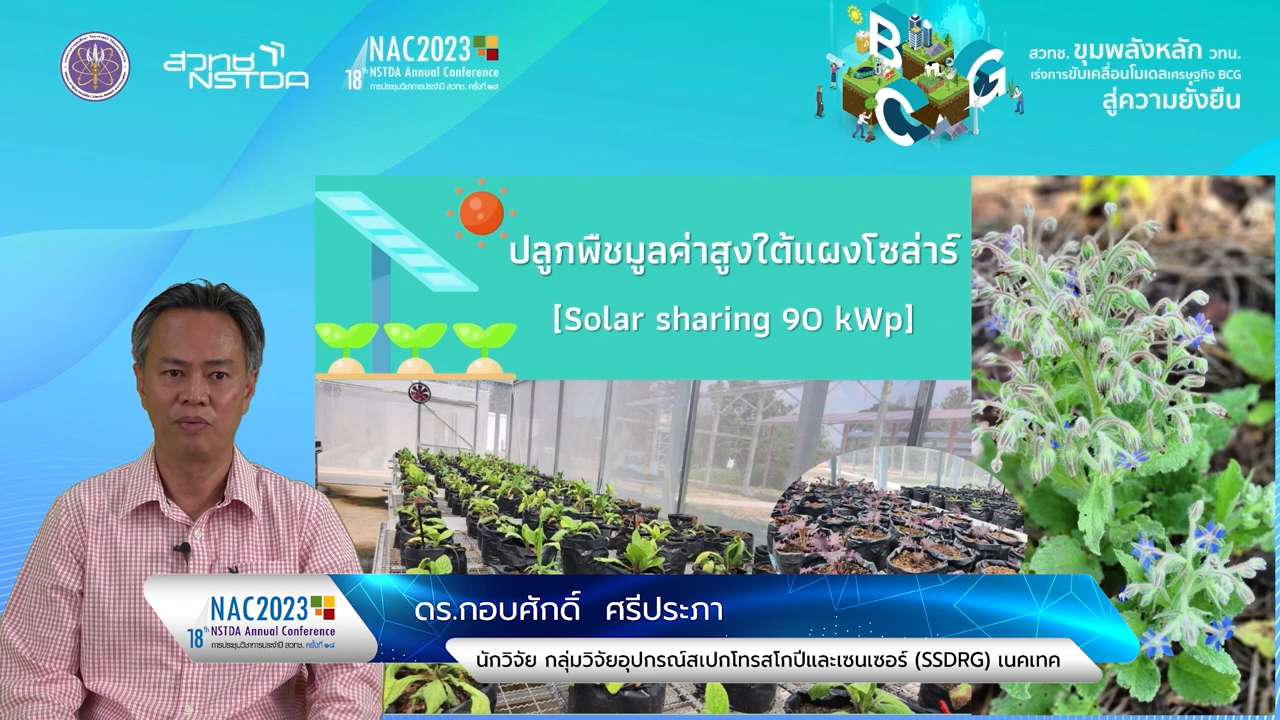 สวทช
NSTDA
NAC2023
18th NSTDA Annual Conference
การประชุมวิชาการประจำปี สวทช. ครั้งที่ ๑๘
BCG
สวทช. ขุมพลังหลัก วทน.
เร่งการขับเคลื่อนโมเดลเศรษฐกิจ BCG
สู่ความยั่งยืน
ปลูกพืชมูลค่าสูงใต้แผงโซล่าร์
[Solar sharing 90 kWp]
NAC2023
18th NSTDA Annual Conference
การประชุมวิชาการประจำปี สวทช. ครั้งที่ ๑๘
ดร.กอบศักดิ์ ศรีประภา
นักวิจัย กลุ่มวิจัยอุปกรณ์สเปกโทรสโกปีและเซนเซอร์ (SSDRG) เนคเทค